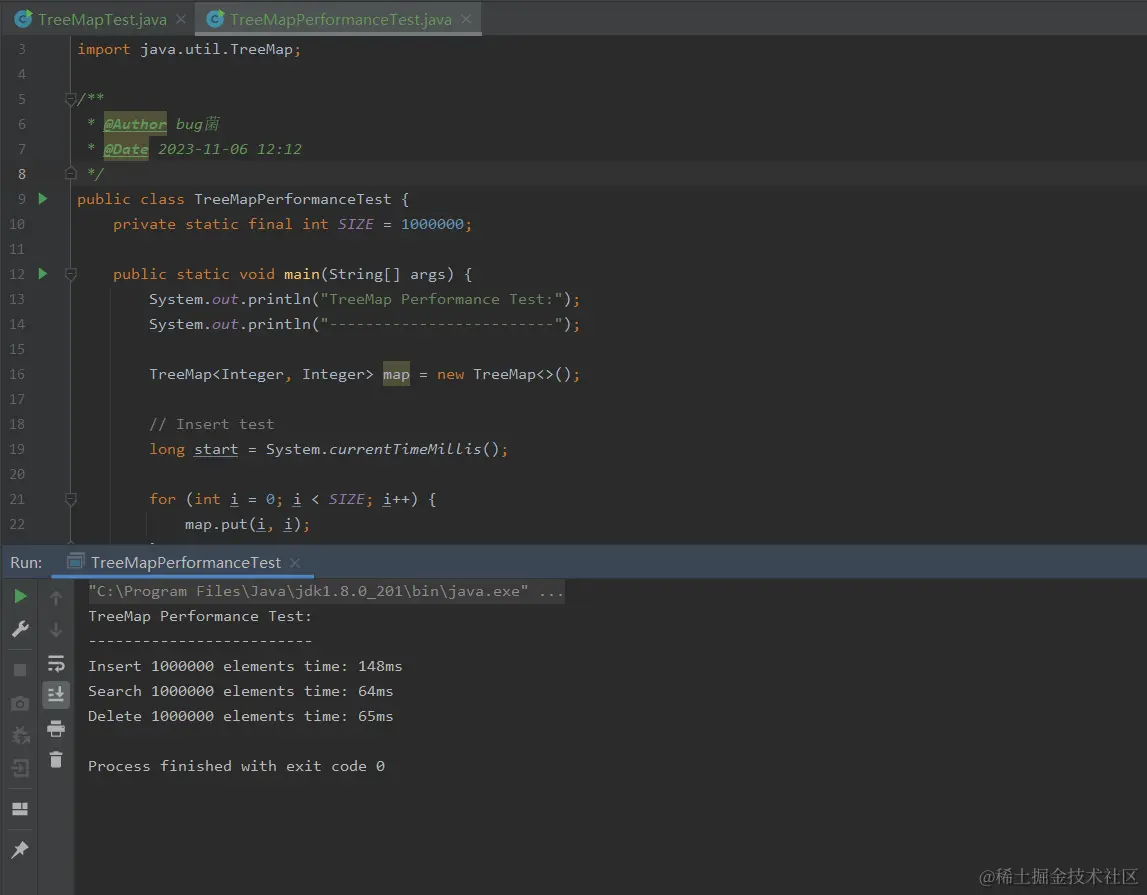 TreeMapTest.java
TreeMapPerformanceTest.java
3 import java.util.TreeMap;
4
5 /**
6 * @Author bug菌
7 * @Date 2023-11-06 12:12
8 */
9 public class TreeMapPerformanceTest {
10 private static final int SIZE = 1000000;
11
12 public static void main(String[] args) {
13 System.out.println("TreeMap Performance Test:");
14 System.out.println("-------------------------");
15
16 TreeMap<Integer, Integer> map = new TreeMap<>();
17
18 // Insert test
19 long start = System.currentTimeMillis();
20
21 for (int i = 0; i < SIZE; i++) {
22 map.put(i, i);
Run: TreeMapPerformanceTest
"C:\Program Files\Java\jdk1.8.0_201\bin\java.exe" ...
TreeMap Performance Test:
-------------------------
Insert 1000000 elements time: 148ms
Search 1000000 elements time: 64ms
Delete 1000000 elements time: 65ms
Process finished with exit code 0
@稀土掘金技术社区